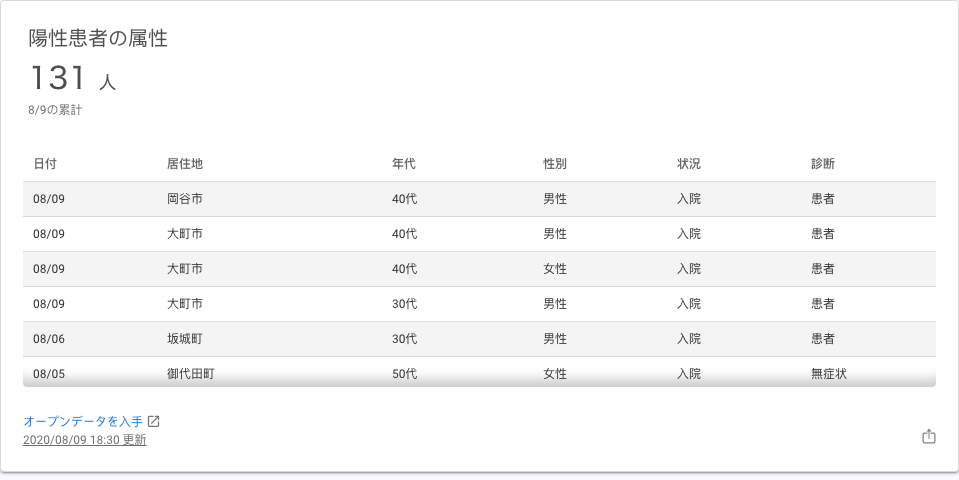 陽性患者の属性
131 人
8/9の累計
日付 居住地 年代 性別 状況 診断
08/09 岡谷市 40代 男性 入院 患者
08/09 大町市 40代 男性 入院 患者
08/09 大町市 40代 女性 入院 患者
08/09 大町市 30代 男性 入院 患者
08/06 坂城町 30代 男性 入院 患者
08/05 御代田町 50代 女性 入院 無症状
オープンデータを入手
2020/08/09 18:30 更新